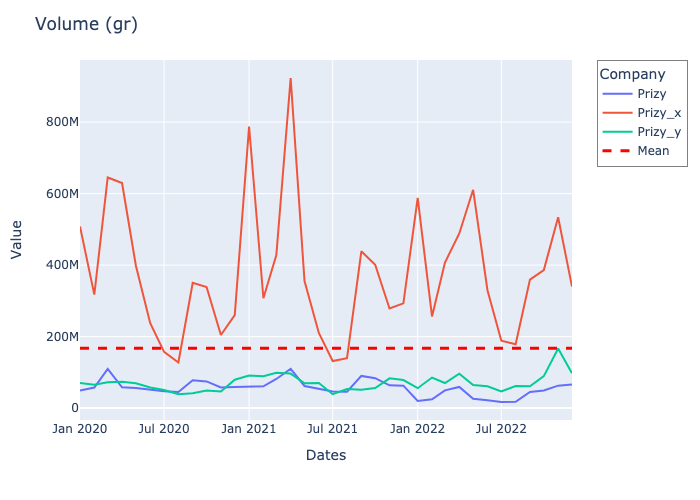 Volume (gr)
Company
Prizy
Prizy_x
Prizy_y
Mean
Value
800M
600M
400M
200M
0
Jan 2020
Jul 2020
Jan 2021
Jul 2021
Jan 2022
Jul 2022
Dates